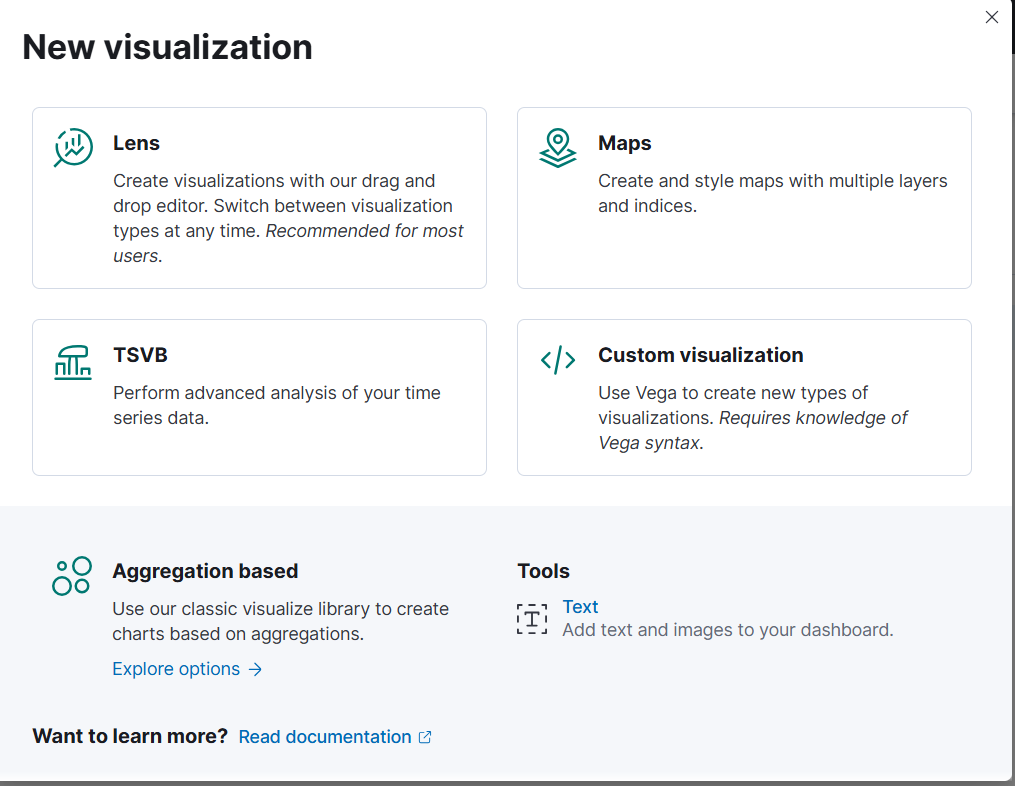 New visualization
Lens
Create visualizations with our drag and
drop editor. Switch between visualization
types at any time. Recommended for most
users.
Maps
Create and style maps with multiple layers
and indices.
TSVB
Perform advanced analysis of your time
series data.
Custom visualization
Use Vega to create new types of
visualizations. Requires knowledge of
Vega syntax.
Aggregation based
Use our classic visualize library to create
charts based on aggregations.
Explore options
Tools
T
Text
Add text and images to your dashboard.
Want to learn more? Read documentation